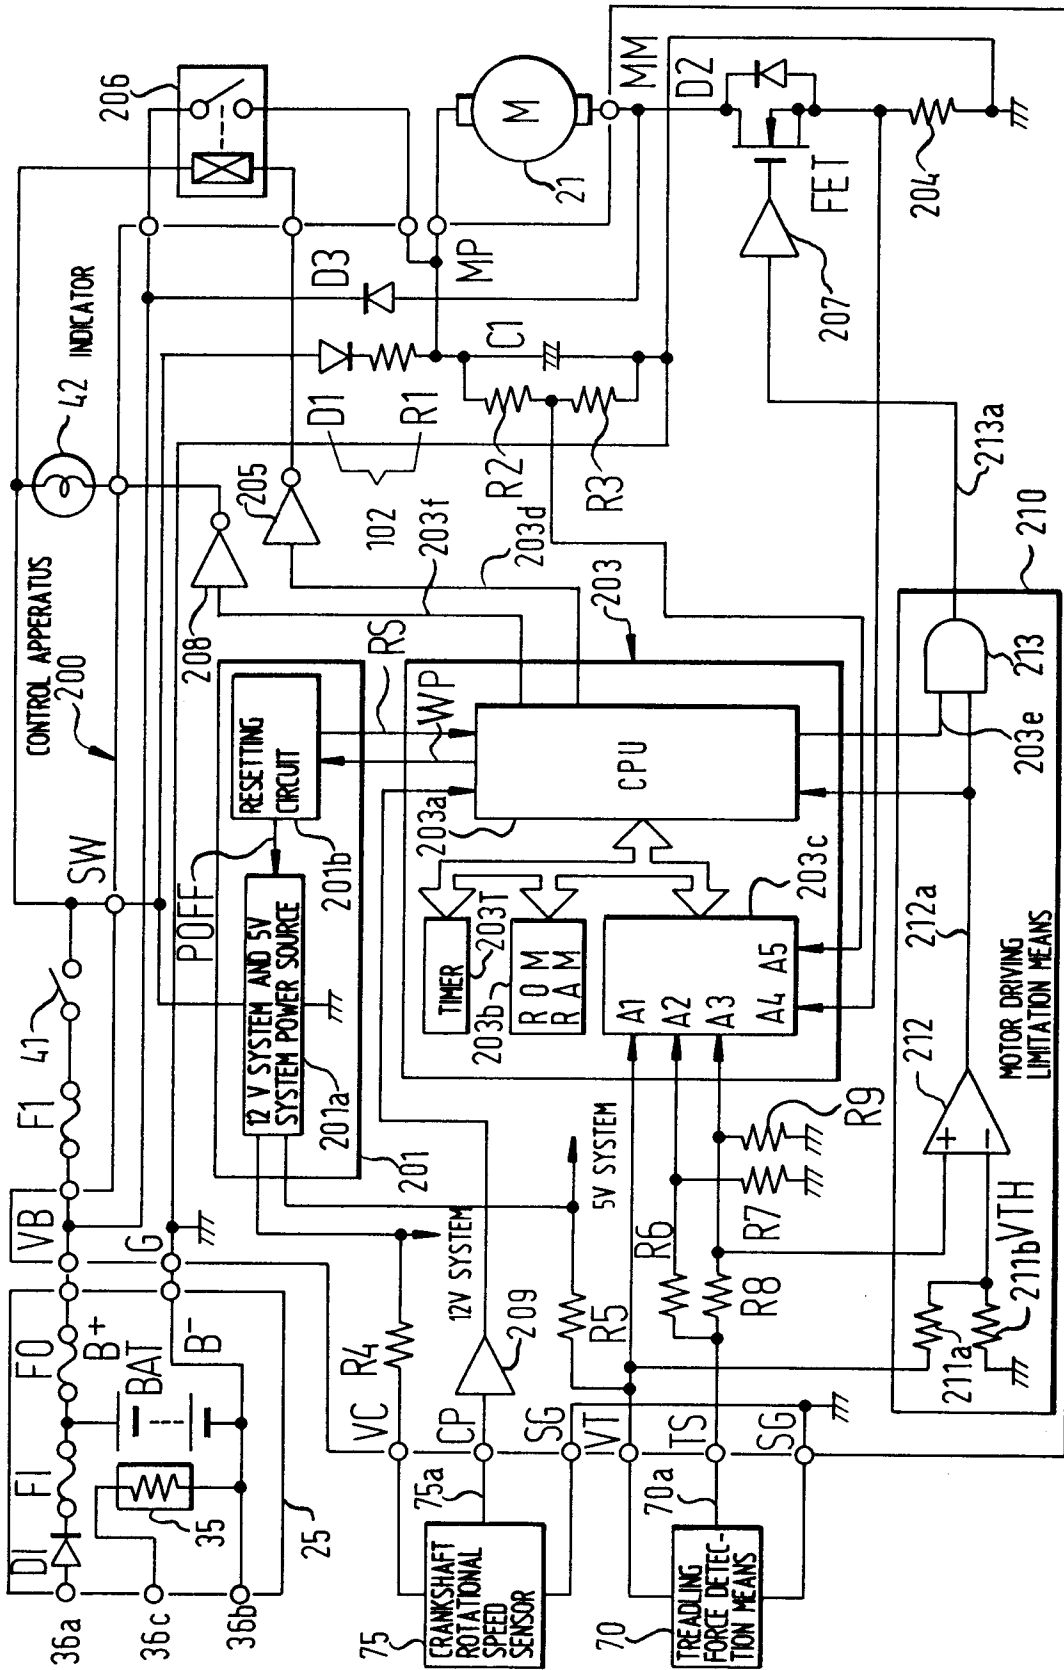 206
42 INDICATOR
CONTROL APPERATUS
200
SW
41
F1
VB
G
F0
B+
BAT
B-
FI
DI
35
25
36a
36c
36b
M
21
MM
MP
D2
FET
204
207
D3
D1
R1
102
C1
R2
R3
205
208
203f
203d
RS
WP
POFF
RESETTING
CIRCUIT
201b
12 V SYSTEM AND 5V
SYSTEM POWER SOURCE
201a
201
203
CPU
203a
TIMER
203T
ROM
RAM
203b
203c
A1
A2
A3
A4
A5
12V SYSTEM
5V SYSTEM
R4
209
R5
R6
R7
R8
R9
VC
CP
SG
VT
TS
SG
75a
70a
CRANKSHAFT
ROTATIONAL
SPEED
SENSOR
75
TREADLING
FORCE DETEC-
TION MEANS
70
213a
210
213
203e
212a
212
+
-
VTH
211a
211b
MOTOR DRIVING
LIMITATION MEANS